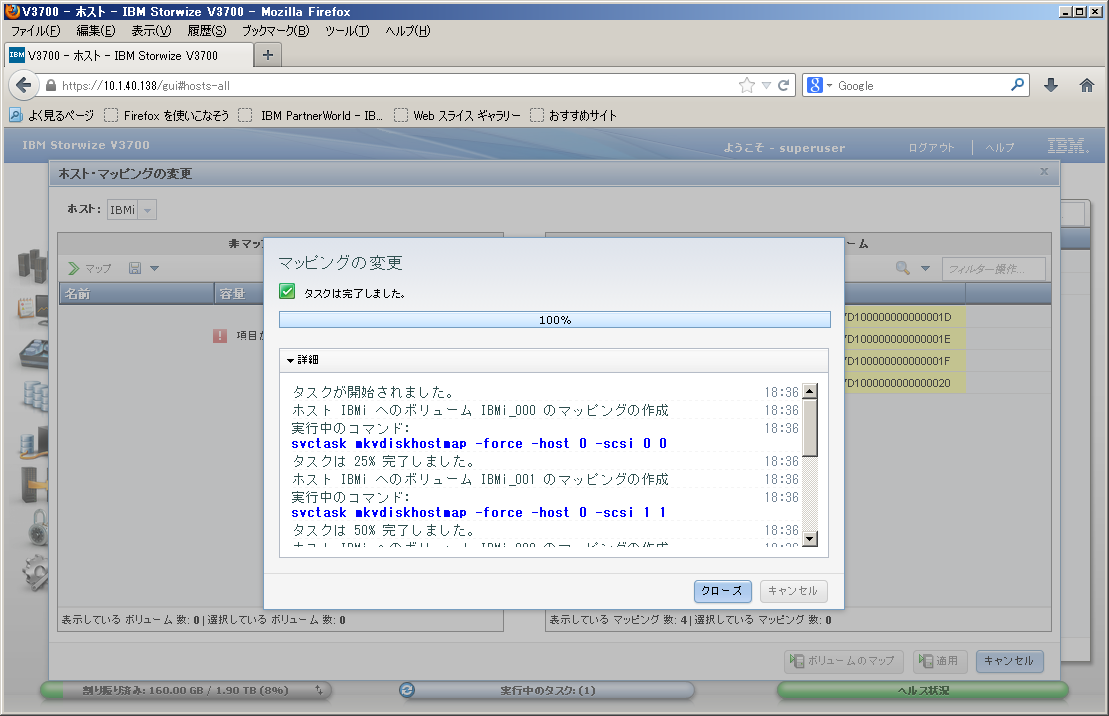 V3700 - ホスト - IBM Storwize V3700 - Mozilla Firefox
ファイル(F) 編集(E) 表示(V) 履歴(S) ブックマーク(B) ツール(T) ヘルプ(H)
IBM V3700 - ホスト - IBM Storwize V3700
https://10.1.40.138/gui#hosts-all Google
よく見るページ Firefox を使いこなそう IBM PartnerWorld - IB... Web スライス ギャラリー おすすめサイト
IBM Storwize V3700 ようこそ - superuser ログアウト ヘルプ IBM.
ホスト・マッピングの変更
ホスト: IBMi
非マッ ーム
マップ フィルター操作...
名前 容量
項目
D100000000000001D
D100000000000001E
D100000000000001F
D1000000000000020
マッピングの変更
タスクは完了しました。
100%
詳細
タスクが開始されました。 18:36
ホスト IBMi へのボリューム IBMi_000 のマッピングの作成 18:36
実行中のコマンド: 18:36
svctask mkvdiskhostmap -force -host 0 -scsi 0 0
タスクは 25% 完了しました。 18:36
ホスト IBMi へのボリューム IBMi_001 のマッピングの作成 18:36
実行中のコマンド: 18:36
svctask mkvdiskhostmap -force -host 0 -scsi 1 1
タスクは 50% 完了しました。 18:36
クローズ キャンセル
表示している ボリューム 数: 0 | 選択している ボリューム 数: 0
表示している マッピング 数: 4 | 選択している マッピング 数: 0
ボリュームのマップ 適用 キャンセル
割り振り済み: 160.00 GB / 1.90 TB (8%) 実行中のタスク: (1) ヘルス状況